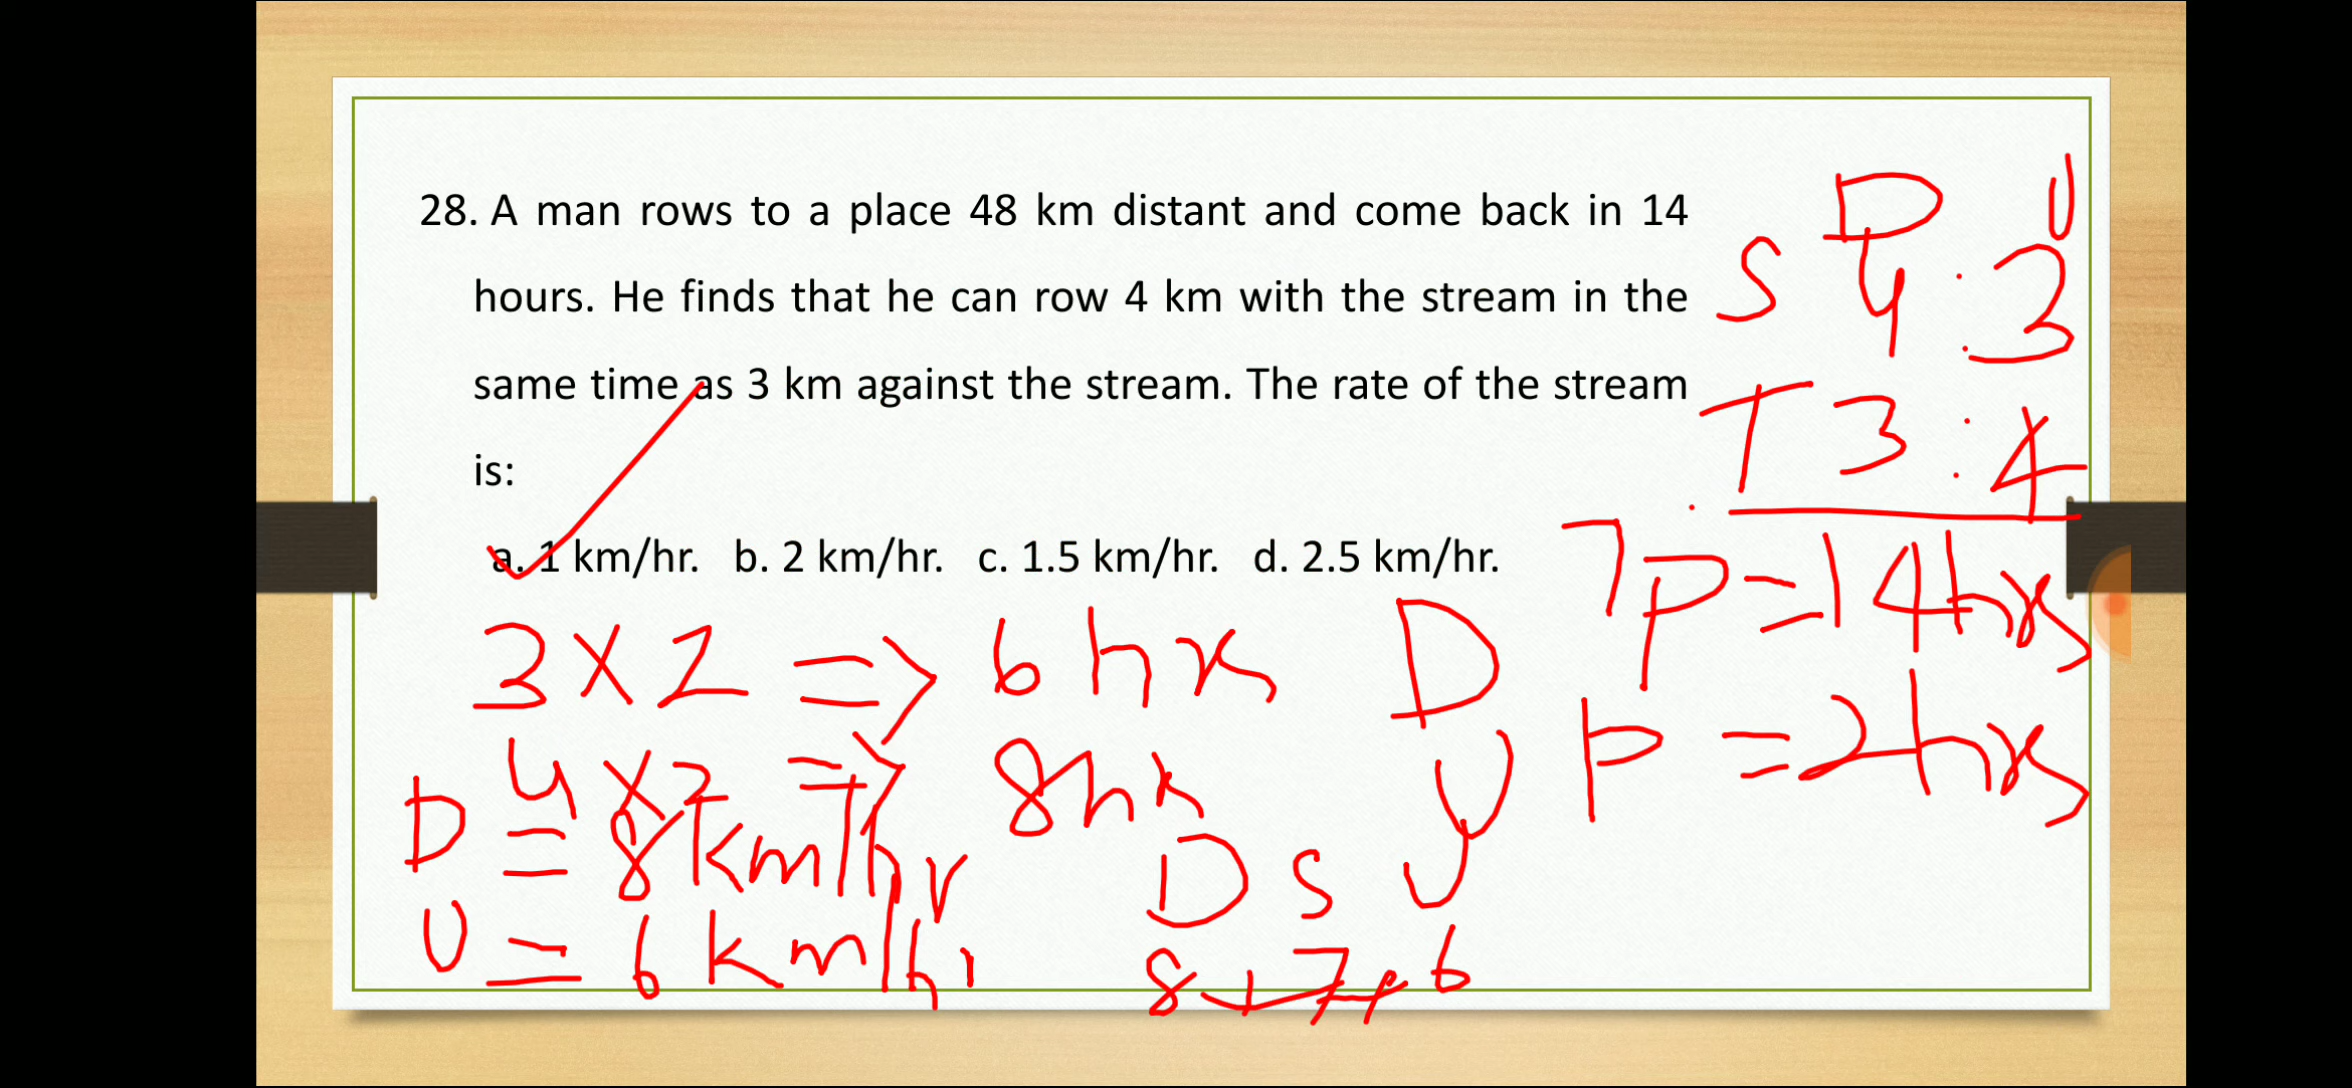 28. A man rows to a place 48 km distant and come back in 14
hours. He finds that he can row 4 km with the stream in the
same time as 3 km against the stream. The rate of the stream
is:
a. 1 km/hr. b. 2 km/hr. c. 1.5 km/hr. d. 2.5 km/hr.
D U
S 4 : 3
T 3 : 4
7p = 14hrs
p = 2hrs
3 × 2 => 6 hr D
4 × 2 => 8hr U
D = 8 km/hr
U = 6 km/hr
D S U
8 1 7 1 6